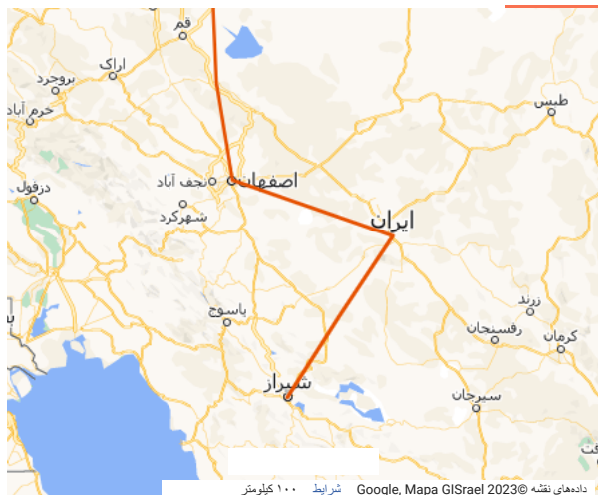 قم
اراک
بروجرد
خرم آباد
طبس
اصفهان
نجف آباد
دزفول
شهرکرد
ایران
یاسوج
زرند
رفسنجان
کرمان
شیراز
سیرجان
داده‌های نقشه ©2023 Google, Mapa GISrael شرایط ۱۰۰ کیلومتر